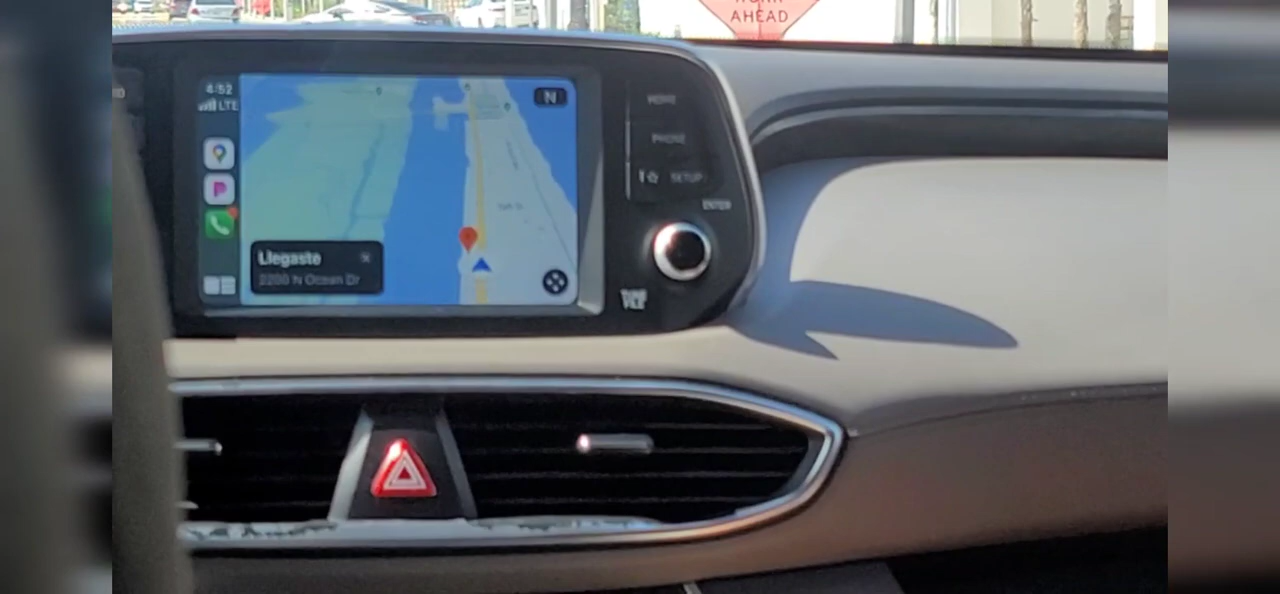 AHEAD
4:52
LTE
N
HOME
PHONE
SETUP
ENTER
Llegaste
2200 N Ocean Dr